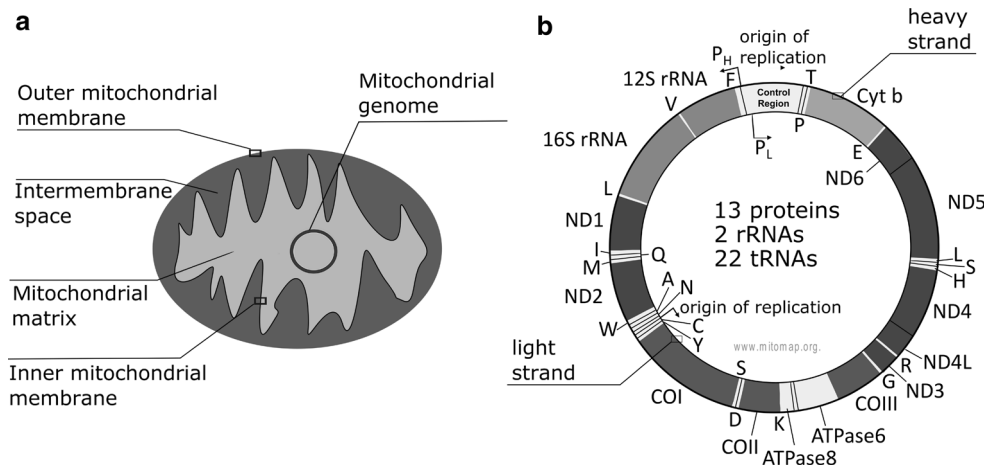 a
Outer mitochondrial
membrane
Intermembrane
space
Mitochondrial
matrix
Inner mitochondrial
membrane
Mitochondrial
genome
b
heavy
strand
origin of
replication
PH
12S rRNA
F
T
V
Control
Region
Cyt b
P
16S rRNA
PL
E
ND6
L
ND5
ND1
13 proteins
2 rRNAs
22 tRNAs
I
Q
L
S
M
H
ND2
A
N
ND4
origin of replication
W
C
Y
www.mitomap.org.
R
ND4L
light
strand
S
G
ND3
COI
COIII
D
K
COII
ATPase6
ATPase8